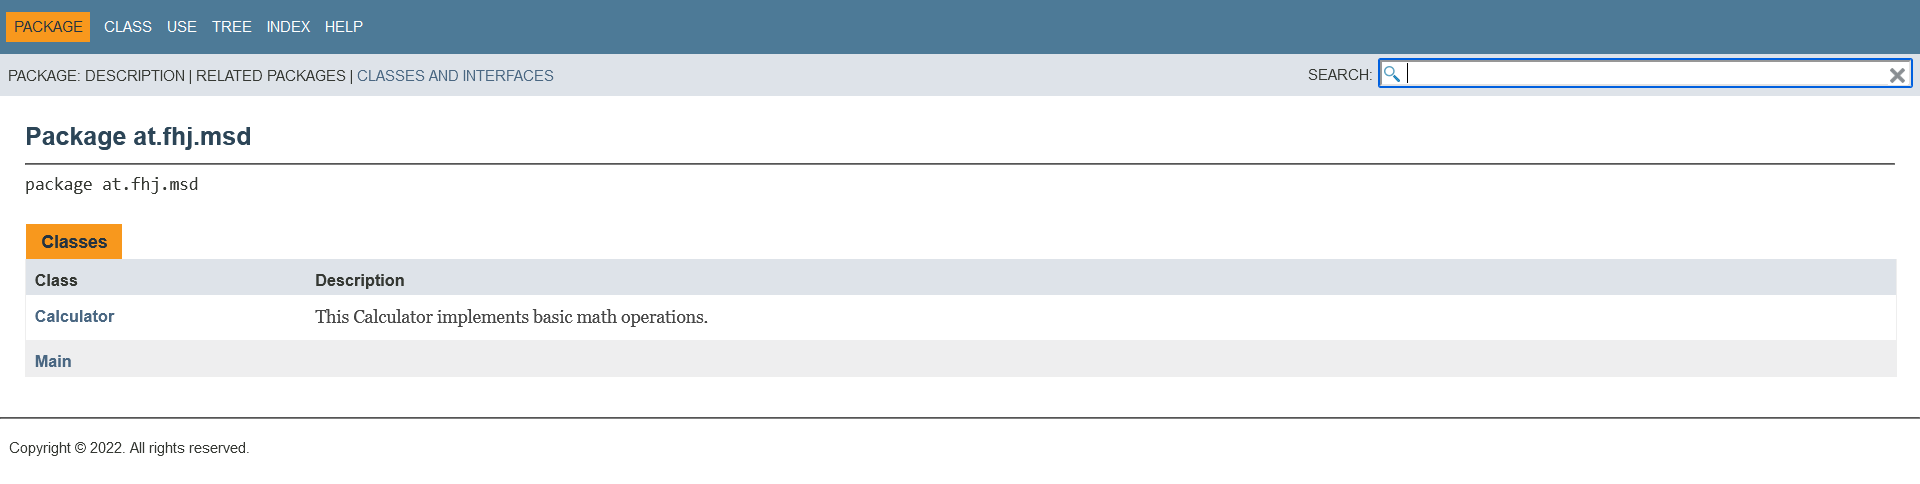 PACKAGE CLASS USE TREE INDEX HELP
PACKAGE: DESCRIPTION | RELATED PACKAGES | CLASSES AND INTERFACES SEARCH:
Package at.fhj.msd
package at.fhj.msd
Classes
Class Description
Calculator This Calculator implements basic math operations.
Main
Copyright © 2022. All rights reserved.